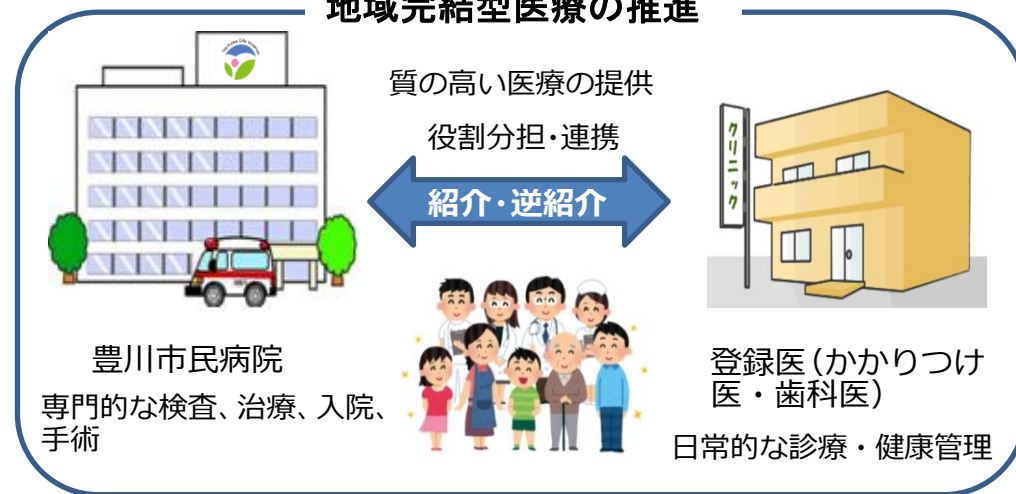 地域完結型医療の推進
質の高い医療の提供
役割分担・連携
紹介・逆紹介
クリニック
豊川市民病院
専門的な検査、治療、入院、
手術
登録医(かかりつけ
医・歯科医)
日常的な診療・健康管理